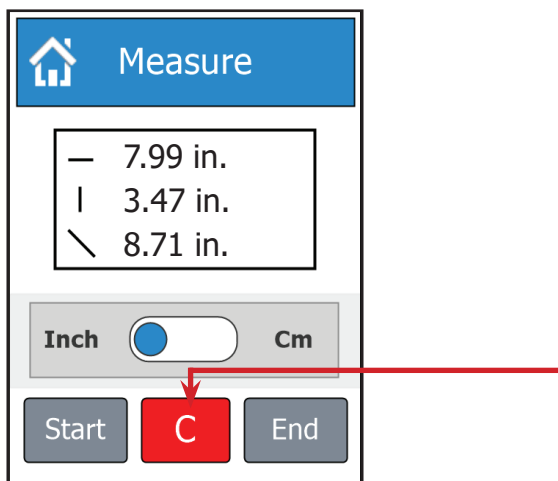 Measure
7.99 in.
3.47 in.
8.71 in.
Inch Cm
Start C End